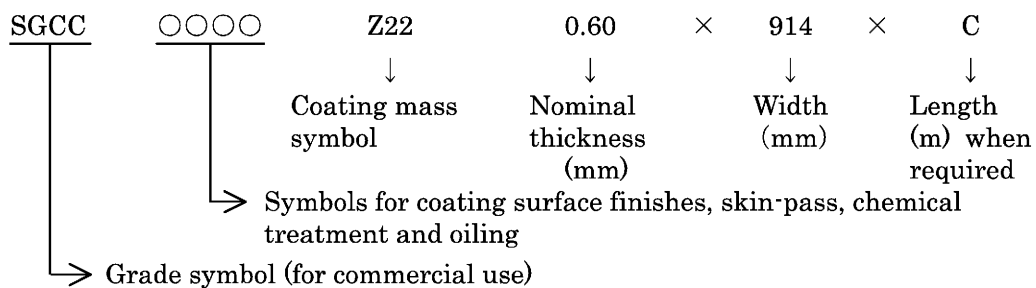 SGCC ○○○○ Z22 0.60 × 914 × C
↓ ↓ ↓ ↓
Coating mass Nominal Width Length
symbol thickness (mm) (m) when
(mm) required
Symbols for coating surface finishes, skin-pass, chemical
treatment and oiling
Grade symbol (for commercial use)